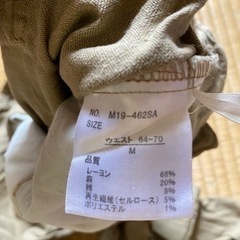 NO. M19-462SA
SIZE
ウエスト 64-70
M
品質
レーヨン 66%
麻 20%
綿 8%
再生繊維(セルロース) 5%
ポリエステル 1%